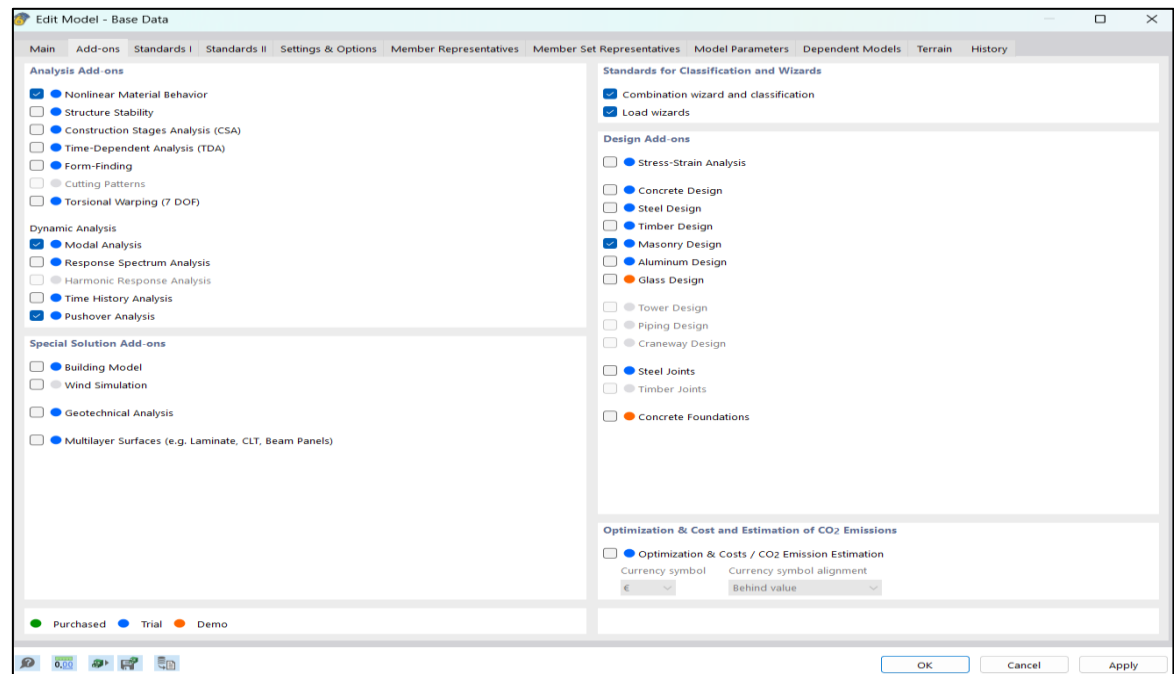 Edit Model - Base Data
Main Add-ons Standards I Standards II Settings & Options Member Representatives Member Set Representatives Model Parameters Dependent Models Terrain History
Analysis Add-ons
Nonlinear Material Behavior
Structure Stability
Construction Stages Analysis (CSA)
Time-Dependent Analysis (TDA)
Form-Finding
Cutting Patterns
Torsional Warping (7 DOF)
Dynamic Analysis
Modal Analysis
Response Spectrum Analysis
Harmonic Response Analysis
Time History Analysis
Pushover Analysis
Special Solution Add-ons
Building Model
Wind Simulation
Geotechnical Analysis
Multilayer Surfaces (e.g. Laminate, CLT, Beam Panels)
Standards for Classification and Wizards
Combination wizard and classification
Load wizards
Design Add-ons
Stress-Strain Analysis
Concrete Design
Steel Design
Timber Design
Masonry Design
Aluminum Design
Glass Design
Tower Design
Piping Design
Craneway Design
Steel Joints
Timber Joints
Concrete Foundations
Optimization & Cost and Estimation of CO2 Emissions
Optimization & Costs / CO2 Emission Estimation
Currency symbol Currency symbol alignment
€ Behind value
Purchased Trial Demo
0,00
OK Cancel Apply